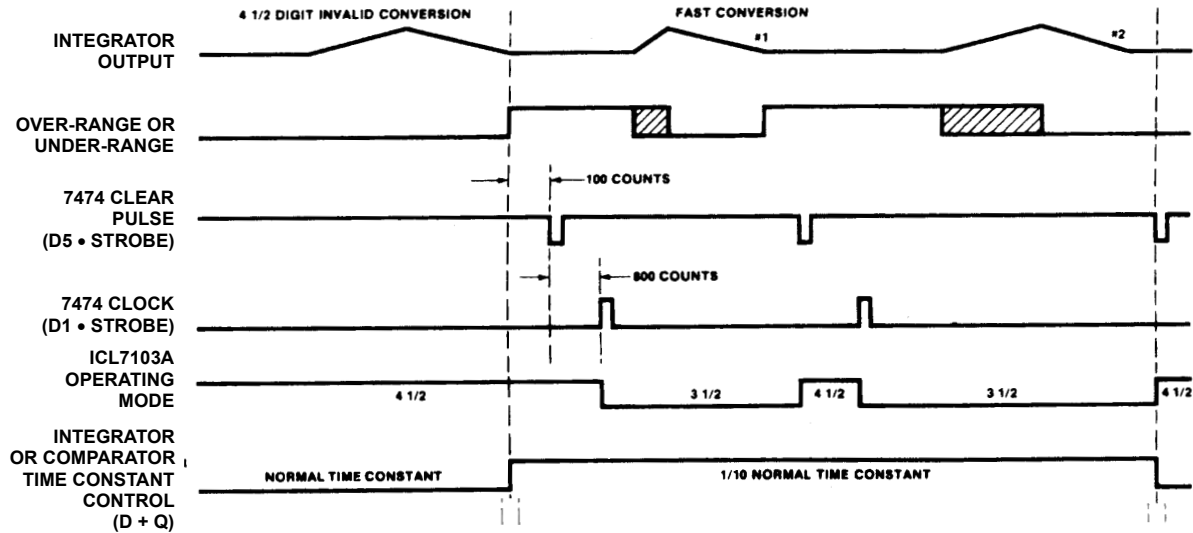 4 1/2 DIGIT INVALID CONVERSION
FAST CONVERSION
INTEGRATOR
OUTPUT
#1
#2
OVER-RANGE OR
UNDER-RANGE
100 COUNTS
7474 CLEAR
PULSE
(D5 • STROBE)
800 COUNTS
7474 CLOCK
(D1 • STROBE)
ICL7103A
OPERATING
MODE
4 1/2
3 1/2
4 1/2
3 1/2
4 1/2
INTEGRATOR
OR COMPARATOR
TIME CONSTANT
CONTROL
(D + Q)
NORMAL TIME CONSTANT
1/10 NORMAL TIME CONSTANT